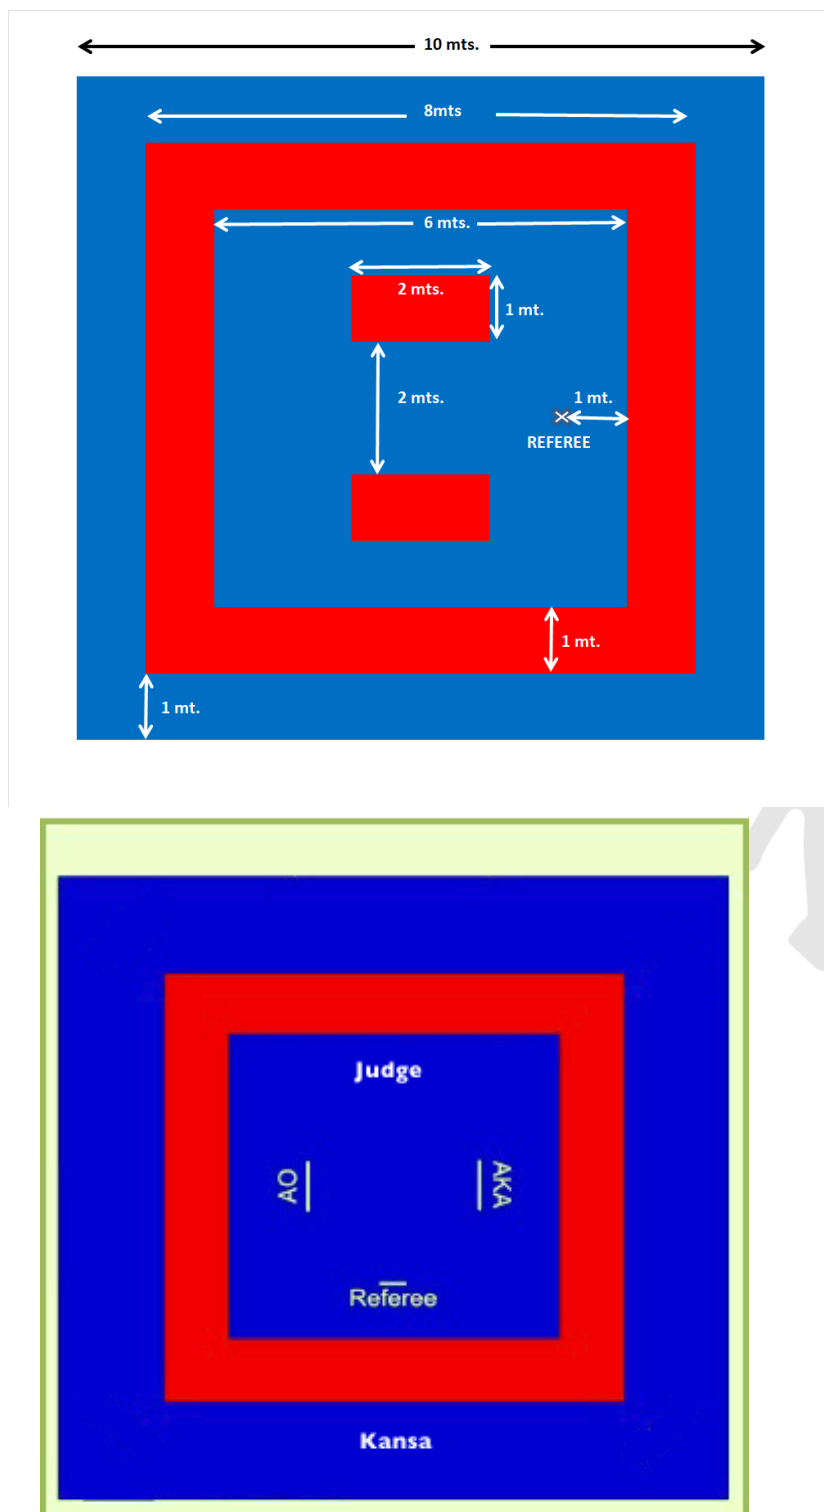 10 mts.
8mts
6 mts.
2 mts.
1 mt.
2 mts.
1 mt.
REFEREE
1 mt.
1 mt.
Judge
AO
AKA
Referee
Kansa